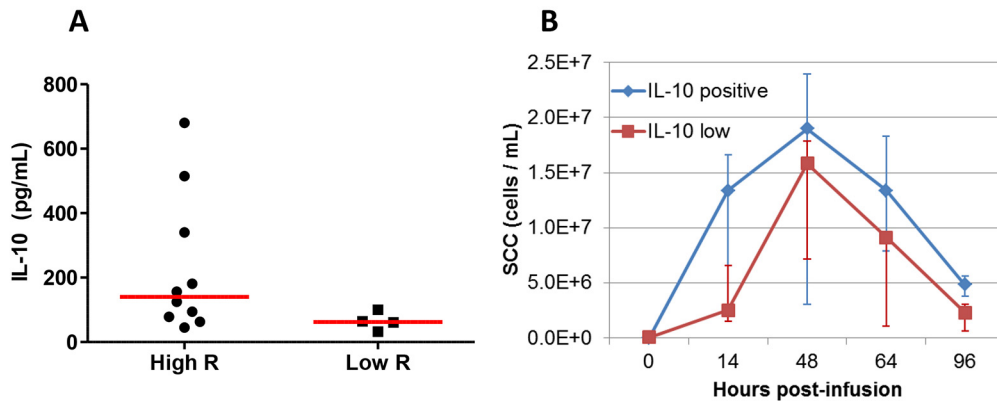 A
IL-10 (pg/mL)
800
600
400
200
0
High R
Low R
B
SCC (cells / mL)
2.5E+7
2.0E+7
1.5E+7
1.0E+7
5.0E+6
0.0E+0
IL-10 positive
IL-10 low
0 14 48 64 96
Hours post-infusion